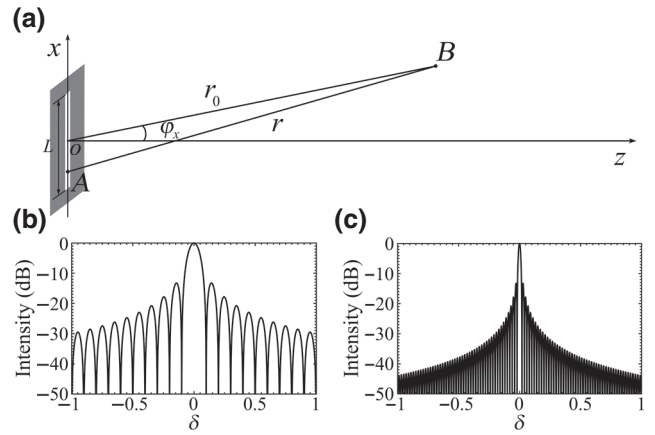 (a)
x
B
r₀
φₓ
r
L
o
z
A
(b)
(c)
Intensity (dB)
0
−10
−20
−30
−40
−50
−1
−0.5
0
0.5
1
δ
Intensity (dB)
0
−10
−20
−30
−40
−50
−1
−0.5
0
0.5
1
δ